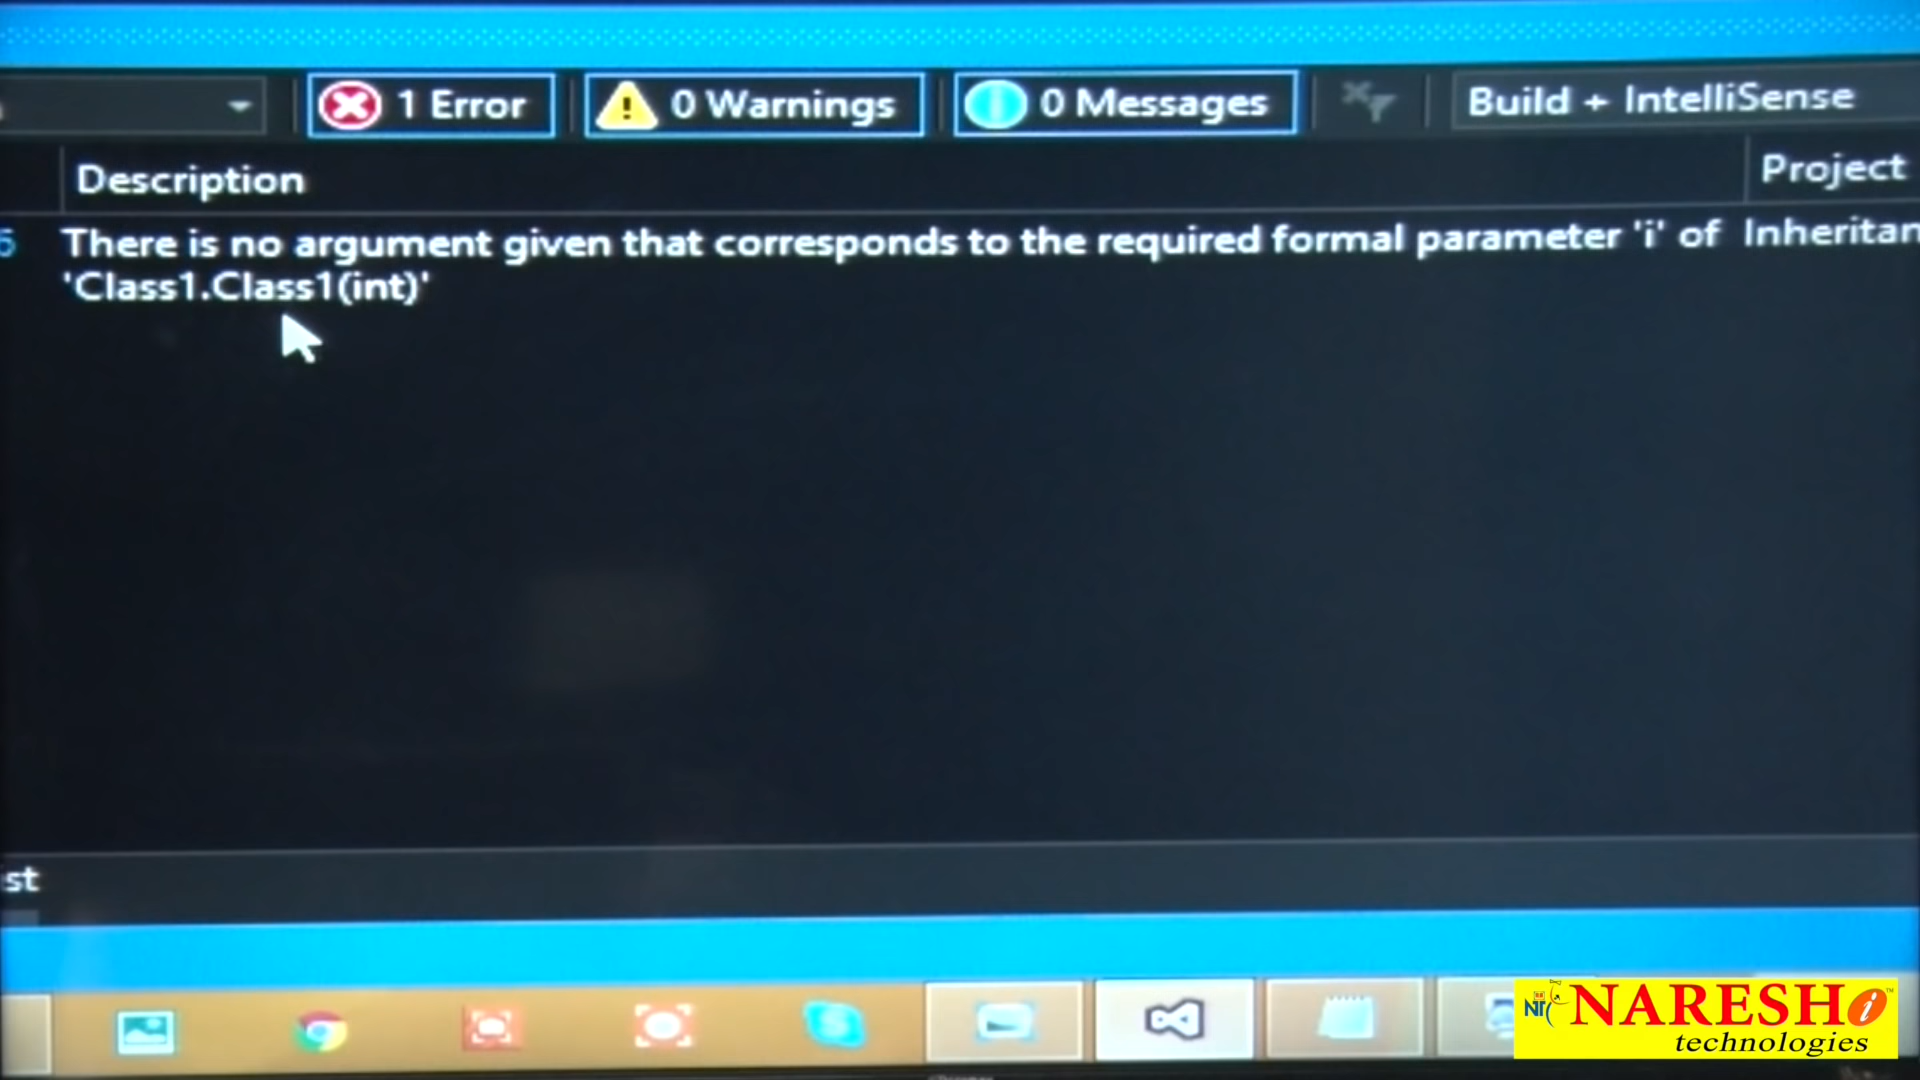 1 Error
0 Warnings
0 Messages
Build + IntelliSense
Description
Project
There is no argument given that corresponds to the required formal parameter 'i' of
Inheritan
'Class1.Class1(int)'
st
NARESHi
technologies